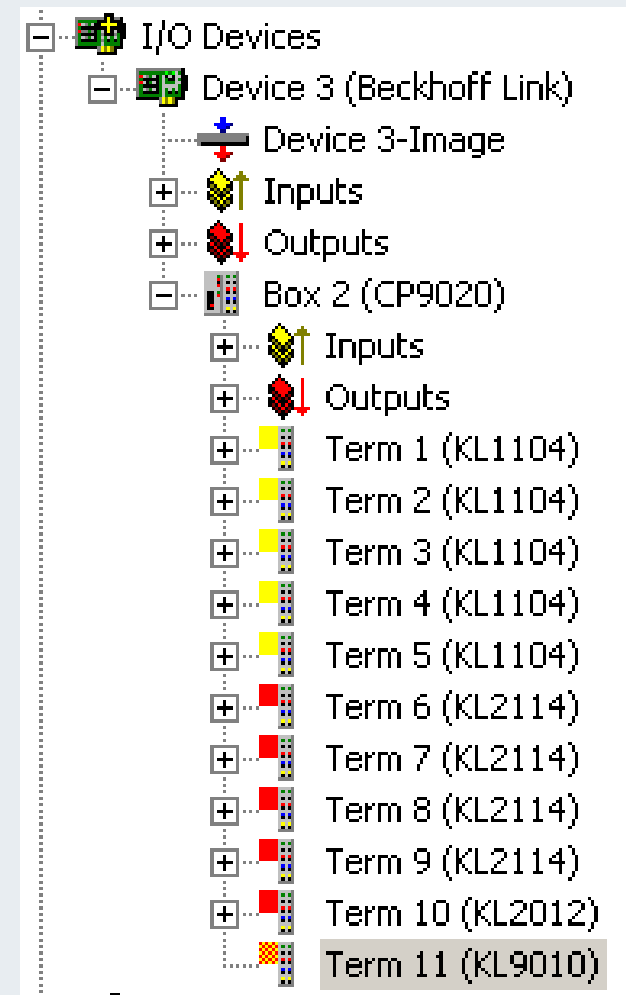 I/O Devices
Device 3 (Beckhoff Link)
Device 3-Image
Inputs
Outputs
Box 2 (CP9020)
Inputs
Outputs
Term 1 (KL1104)
Term 2 (KL1104)
Term 3 (KL1104)
Term 4 (KL1104)
Term 5 (KL1104)
Term 6 (KL2114)
Term 7 (KL2114)
Term 8 (KL2114)
Term 9 (KL2114)
Term 10 (KL2012)
Term 11 (KL9010)